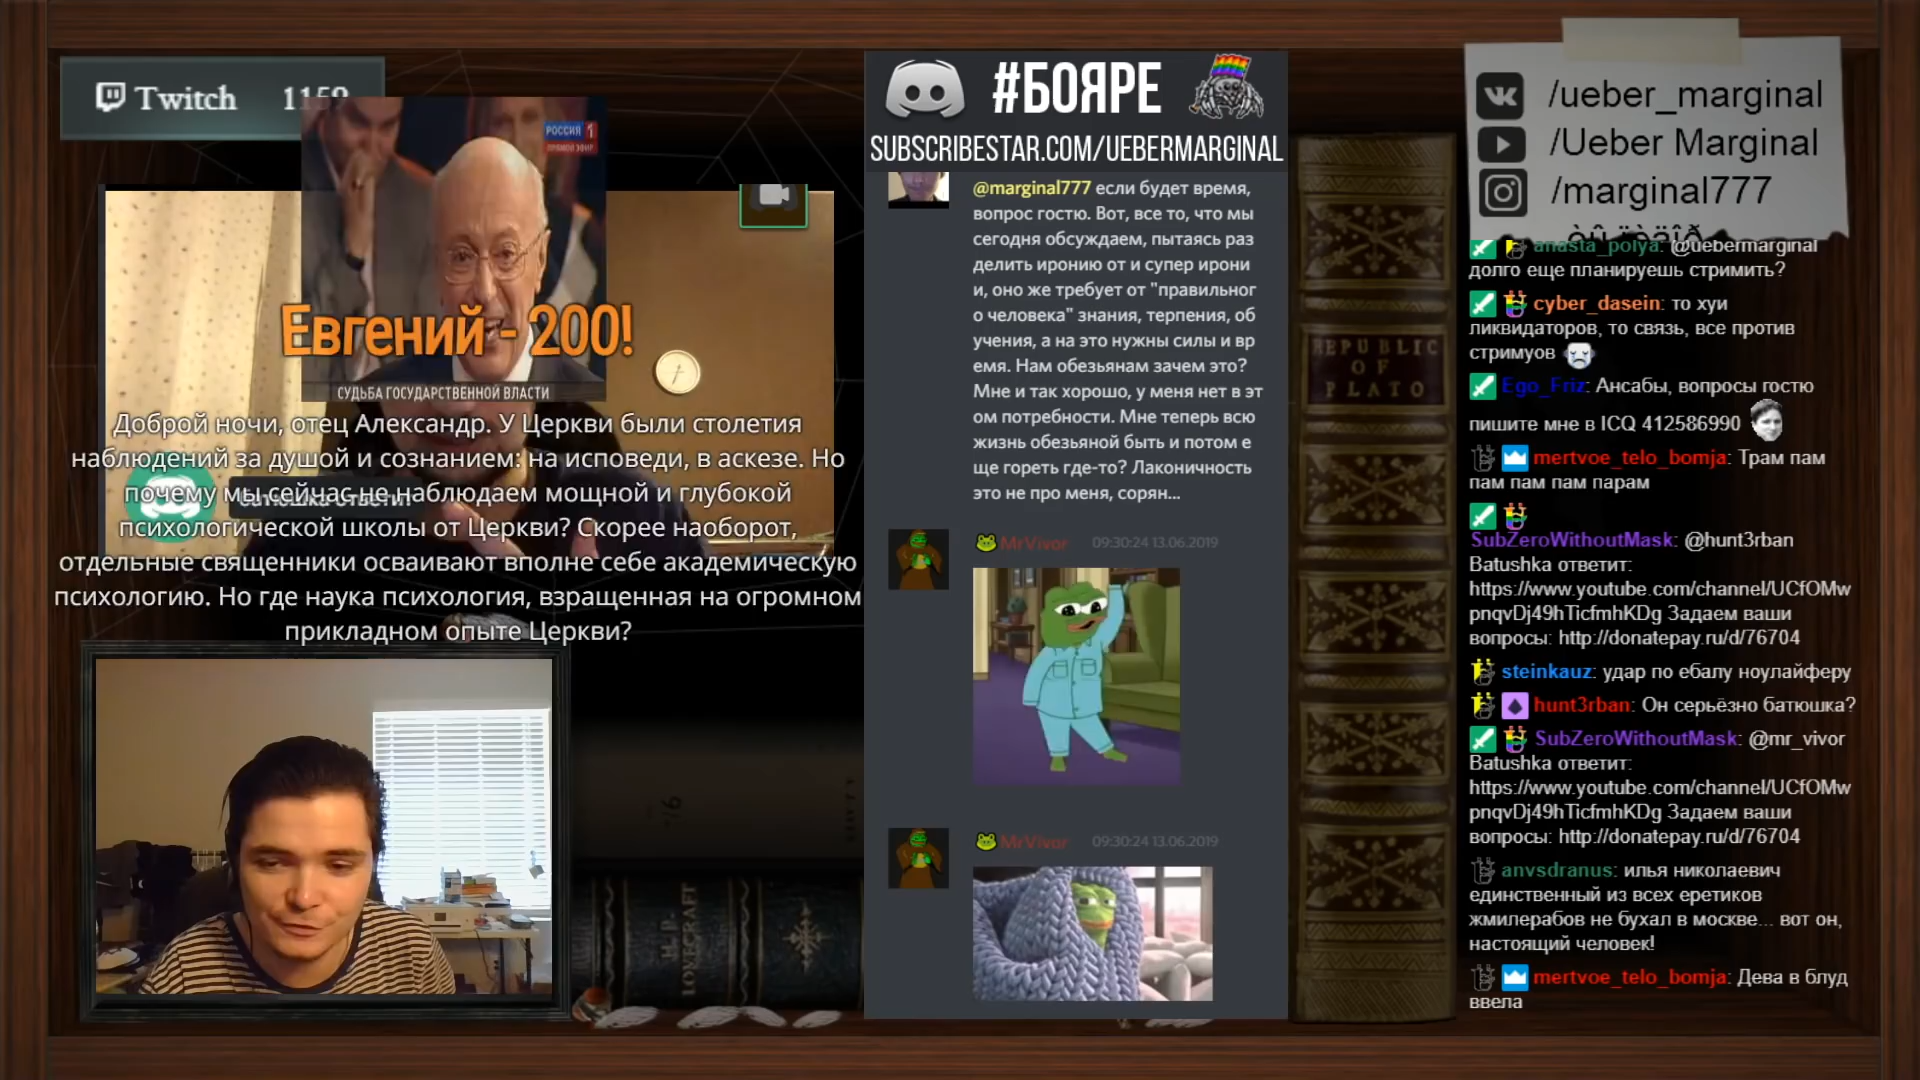 Twitch 1159
РОССИЯ 1
ПРЯМОЙ ЭФИР
Евгений - 200!
СУДЬБА ГОСУДАРСТВЕННОЙ ВЛАСТИ
Доброй ночи, отец Александр. У Церкви были столетия
наблюдений за душой и сознанием: на исповеди, в аскезе. Но
почему мы сейчас не наблюдаем мощной и глубокой
психологической школы от Церкви? Скорее наоборот,
отдельные священники осваивают вполне себе академическую
психологию. Но где наука психология, взращенная на огромном
прикладном опыте Церкви?
Батюшка ответит
H.P.
LOVECRAFT
#БОЯРЕ
SUBSCRIBESTAR.COM/UEBERMARGINAL
@marginal777 если будет время,
вопрос гостю. Вот, все то, что мы
сегодня обсуждаем, пытаясь раз
делить иронию от и супер ирони
и, оно же требует от "правильног
о человека" знания, терпения, об
учения, а на это нужны силы и вр
емя. Нам обезьянам зачем это?
Мне и так хорошо, у меня нет в эт
ом потребности. Мне теперь всю
жизнь обезьяной быть и потом е
ще гореть где-то? Лаконичность
это не про меня, сорян...
MrVivor 09:30:24 13.06.2019
MrVivor 09:30:24 13.06.2019
REPUBLIC
OF
PLATO
/ueber_marginal
/Ueber Marginal
/marginal777
anasta_polya: @uebermarginal
долго еще планируешь стримить?
cyber_dasein: то хуи
ликвидаторов, то связь, все против
стримуов
Ego_Friz: Ансабы, вопросы гостю
пишите мне в ICQ 412586990
mertvoe_telo_bomja: Трам пам
пам пам пам парам
SubZeroWithoutMask: @hunt3rban
Batushka ответит:
https://www.youtube.com/channel/UCfOMw
pnqvDj49hTicfmhKDg Задаем ваши
вопросы: http://donatepay.ru/d/76704
steinkauz: удар по ебалу ноулайферу
hunt3rban: Он серьёзно батюшка?
SubZeroWithoutMask: @mr_vivor
Batushka ответит:
https://www.youtube.com/channel/UCfOMw
pnqvDj49hTicfmhKDg Задаем ваши
вопросы: http://donatepay.ru/d/76704
anvsdranus: илья николаевич
единственный из всех еретиков
жмилерабов не бухал в москве... вот он,
настоящий человек!
mertvoe_telo_bomja: Дева в блуд
ввела